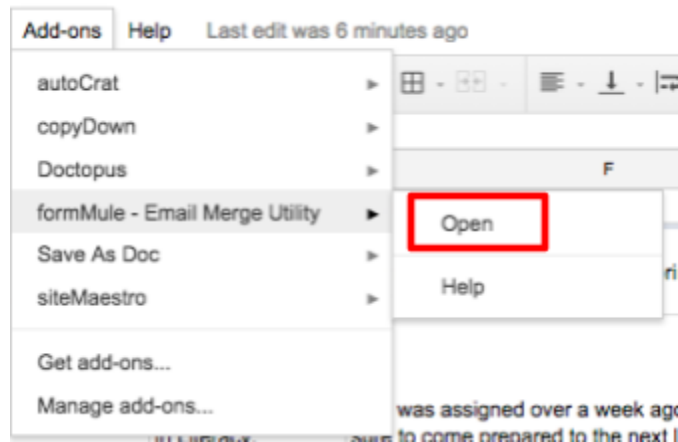 Add-ons Help Last edit was 6 minutes ago
autoCrat
copyDown
Doctopus
F
formMule - Email Merge Utility
Open
Save As Doc
Help
siteMaestro
Get add-ons...
Manage add-ons...
was assigned over a week ago
sure to come prepared to the next